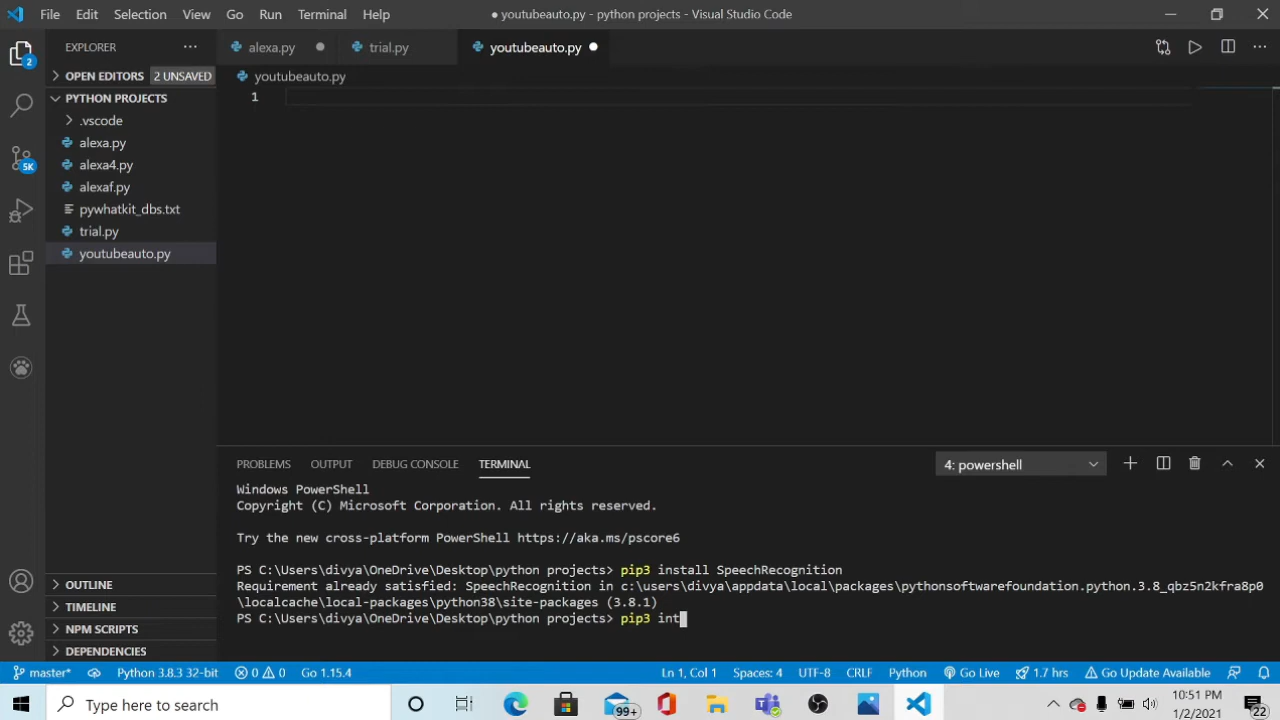 File Edit Selection View Go Run Terminal Help
● youtubeauto.py - python projects - Visual Studio Code
EXPLORER
alexa.py
trial.py
youtubeauto.py
2
OPEN EDITORS 2 UNSAVED
youtubeauto.py
PYTHON PROJECTS
1
.vscode
alexa.py
5K
alexa4.py
alexaf.py
pywhatkit_dbs.txt
trial.py
youtubeauto.py
PROBLEMS OUTPUT DEBUG CONSOLE TERMINAL
4: powershell
Windows PowerShell
Copyright (C) Microsoft Corporation. All rights reserved.
Try the new cross-platform PowerShell https://aka.ms/pscore6
PS C:\Users\divya\OneDrive\Desktop\python projects> pip3 install SpeechRecognition
Requirement already satisfied: SpeechRecognition in c:\users\divya\appdata\local\packages\pythonsoftwarefoundation.python.3.8_qbz5n2kfra8p0
\localcache\local-packages\python38\site-packages (3.8.1)
PS C:\Users\divya\OneDrive\Desktop\python projects> pip3 int
OUTLINE
TIMELINE
NPM SCRIPTS
DEPENDENCIES
master* Python 3.8.3 32-bit 0 0 Go 1.15.4 Ln 1, Col 1 Spaces: 4 UTF-8 CRLF Python Go Live 1.7 hrs Go Update Available
Type here to search
99+
10:51 PM
1/2/2021
22